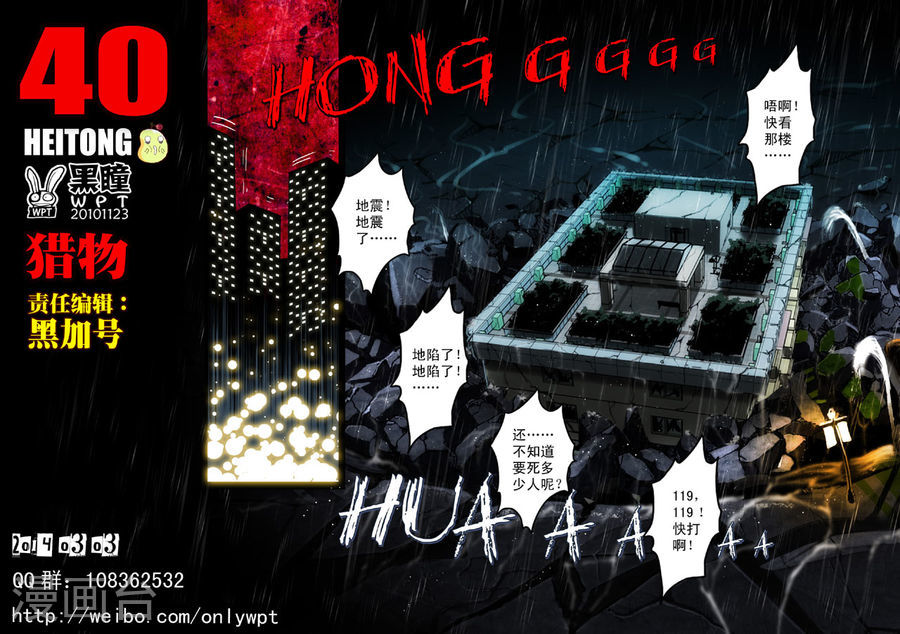 40
HEITONG
黑瞳
WPT
WPT
20101123
猎物
责任编辑：
黑加号
2014 03 03
QQ群：108362532
漫画台
http://weibo.com/onlywpt
HONG G G G G
唔啊！
快看
那楼
……
地震！
地震
了……
地陷了！
地陷了！
……
还……
不知道
要死多
少人呢？
119，
119！
快打
啊！
HUA A A A A